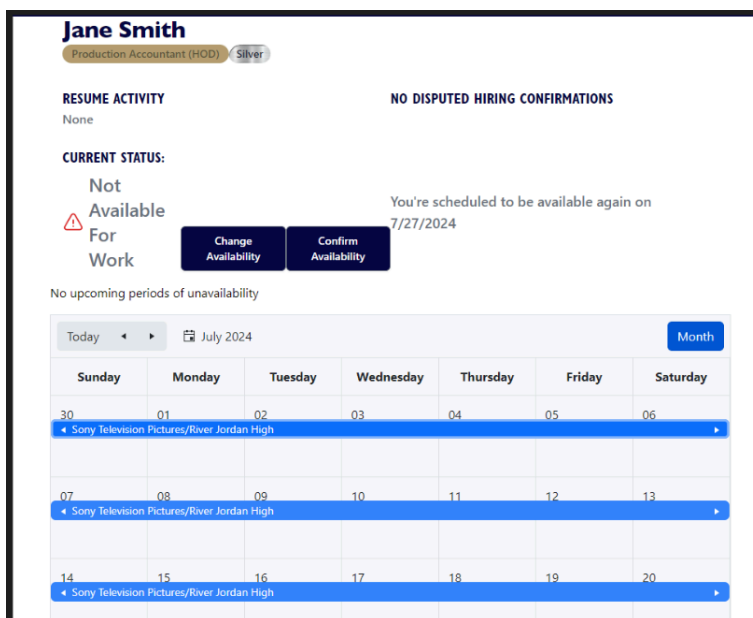 Jane Smith
Production Accountant (HOD) Silver
RESUME ACTIVITY
None
NO DISPUTED HIRING CONFIRMATIONS
CURRENT STATUS:
Not
Available
For
Work
Change
Availability
Confirm
Availability
You're scheduled to be available again on
7/27/2024
No upcoming periods of unavailability
Today July 2024 Month
Sunday Monday Tuesday Wednesday Thursday Friday Saturday
30 01 02 03 04 05 06
Sony Television Pictures/River Jordan High
07 08 09 10 11 12 13
Sony Television Pictures/River Jordan High
14 15 16 17 18 19 20
Sony Television Pictures/River Jordan High